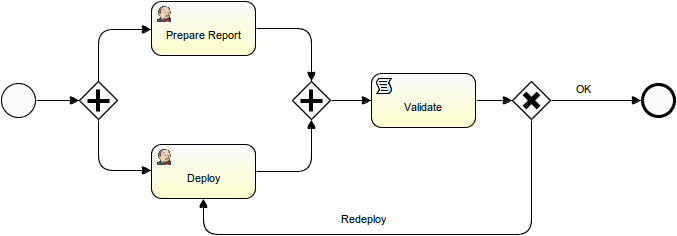 Prepare Report
OK
Validate
Deploy
Redeploy